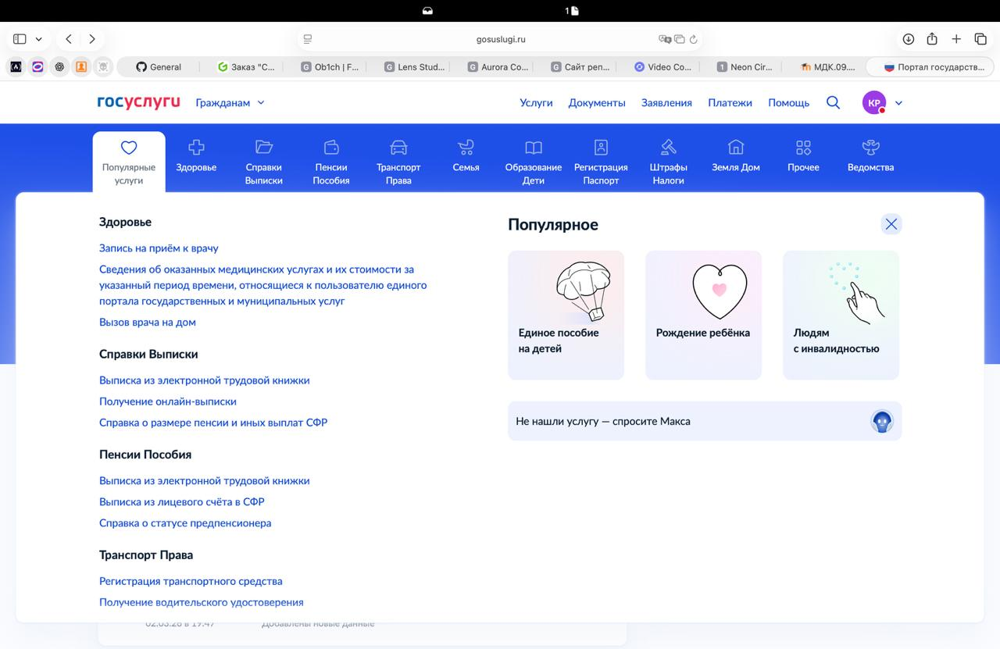 1
gosuslugi.ru
General
Заказ "С...
Ob1ch | F...
Lens Stud...
Aurora Co...
Сайт реп...
Video Co...
Neon Cir...
МДК.09....
Портал государств...
госуслуги
Гражданам
Услуги
Документы
Заявления
Платежи
Помощь
КР
Популярные
услуги
Здоровье
Справки
Выписки
Пенсии
Пособия
Транспорт
Права
Семья
Образование
Дети
Регистрация
Паспорт
Штрафы
Налоги
Земля Дом
Прочее
Ведомства
Здоровье
Запись на приём к врачу
Сведения об оказанных медицинских услугах и их стоимости за
указанный период времени, относящиеся к пользователю единого
портала государственных и муниципальных услуг
Вызов врача на дом
Справки Выписки
Выписка из электронной трудовой книжки
Получение онлайн-выписки
Справка о размере пенсии и иных выплат СФР
Пенсии Пособия
Выписка из электронной трудовой книжки
Выписка из лицевого счёта в СФР
Справка о статусе предпенсионера
Транспорт Права
Регистрация транспортного средства
Получение водительского удостоверения
Популярное
Единое пособие
на детей
Рождение ребёнка
Людям
с инвалидностью
Не нашли услугу — спросите Макса
02.03.26 в 19:47
Добавлены новые данные